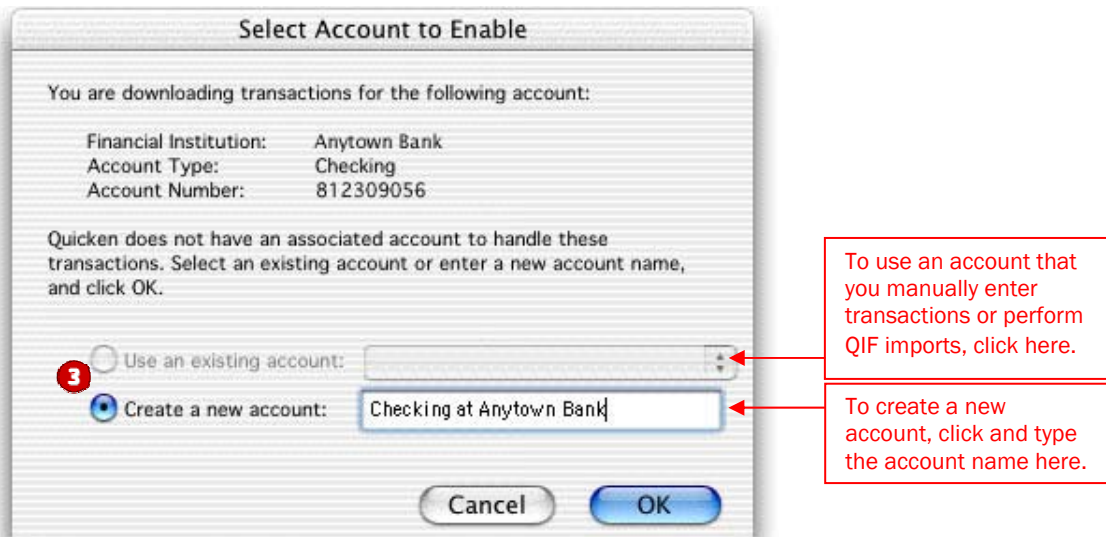 Select Account to Enable
You are downloading transactions for the following account:
Financial Institution: Anytown Bank
Account Type: Checking
Account Number: 812309056
Quicken does not have an associated account to handle these
transactions. Select an existing account or enter a new account name,
and click OK.
3
Use an existing account:
Create a new account: Checking at Anytown Bank
Cancel OK
To use an account that
you manually enter
transactions or perform
QIF imports, click here.
To create a new
account, click and type
the account name here.